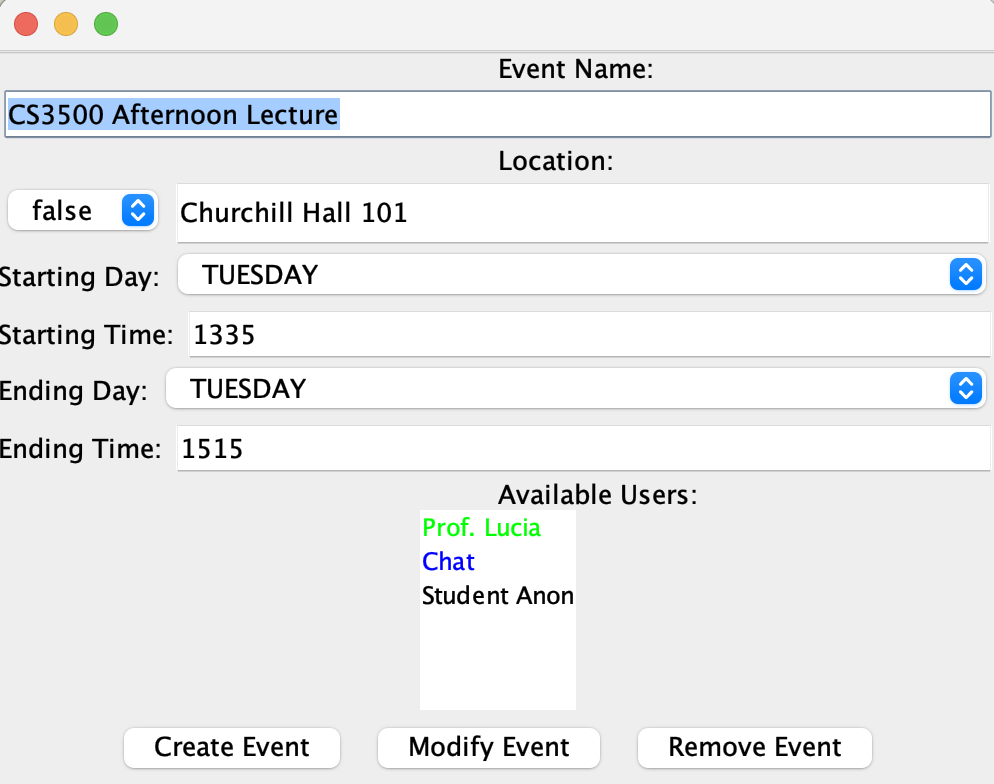 Event Name:
CS3500 Afternoon Lecture
Location:
false Churchill Hall 101
Starting Day: TUESDAY
Starting Time: 1335
Ending Day: TUESDAY
Ending Time: 1515
Available Users:
Prof. Lucia
Chat
Student Anon
Create Event Modify Event Remove Event